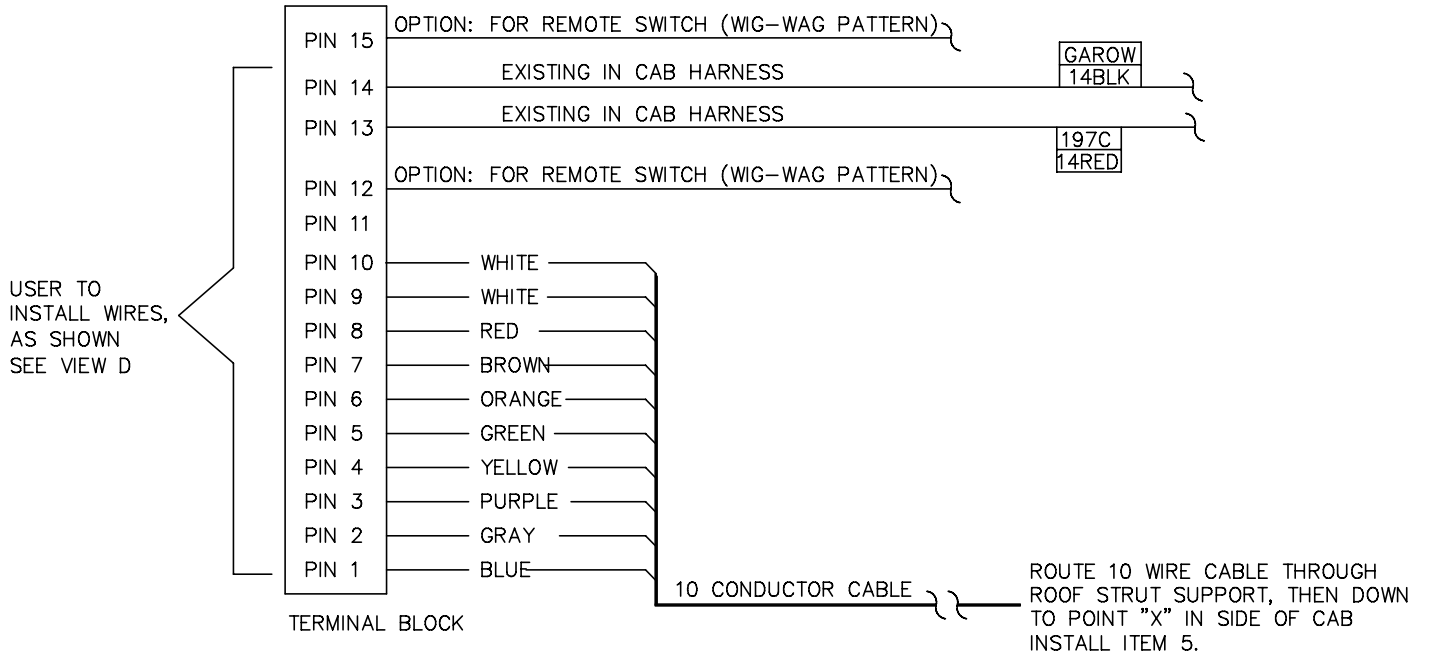 PIN 15
OPTION: FOR REMOTE SWITCH (WIG-WAG PATTERN)
PIN 14
EXISTING IN CAB HARNESS
GAROW
14BLK
PIN 13
EXISTING IN CAB HARNESS
197C
14RED
PIN 12
OPTION: FOR REMOTE SWITCH (WIG-WAG PATTERN)
PIN 11
PIN 10 WHITE
PIN 9 WHITE
PIN 8 RED
PIN 7 BROWN
PIN 6 ORANGE
PIN 5 GREEN
PIN 4 YELLOW
PIN 3 PURPLE
PIN 2 GRAY
PIN 1 BLUE
USER TO
INSTALL WIRES,
AS SHOWN
SEE VIEW D
TERMINAL BLOCK
10 CONDUCTOR CABLE
ROUTE 10 WIRE CABLE THROUGH
ROOF STRUT SUPPORT, THEN DOWN
TO POINT "X" IN SIDE OF CAB
INSTALL ITEM 5.